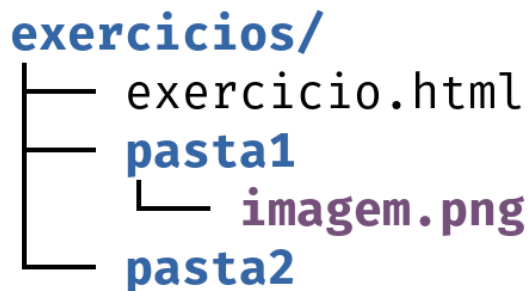 exercicios/
exercicio.html
pasta1
imagem.png
pasta2